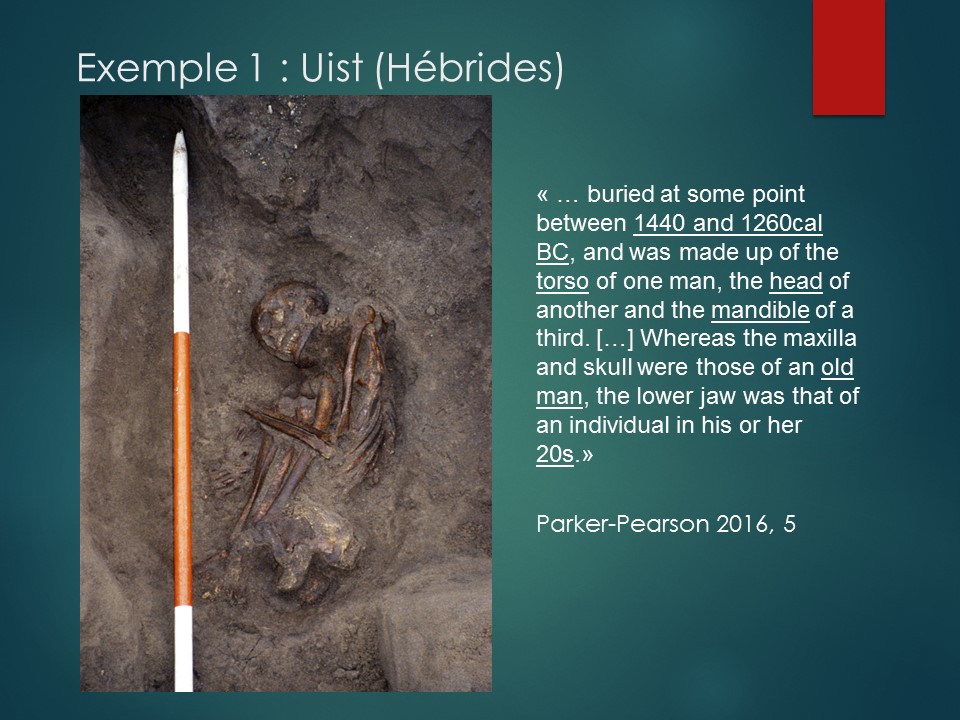 Exemple 1 : Uist (Hébrides)
« … buried at some point
between 1440 and 1260cal
BC, and was made up of the
torso of one man, the head of
another and the mandible of a
third. […] Whereas the maxilla
and skull were those of an old
man, the lower jaw was that of
an individual in his or her
20s.»
Parker-Pearson 2016, 5